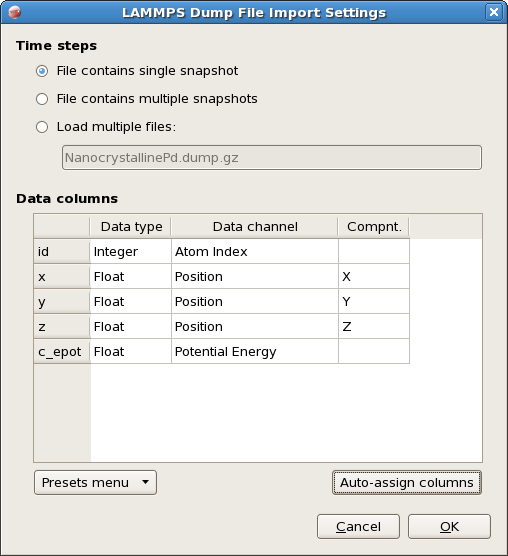 LAMMPS Dump File Import Settings
Time steps
File contains single snapshot
File contains multiple snapshots
Load multiple files:
NanocrystallinePd.dump.gz
Data columns
Data type Data channel Compnt.
id Integer Atom Index
x Float Position X
y Float Position Y
z Float Position Z
c_epot Float Potential Energy
Presets menu Auto-assign columns
Cancel OK